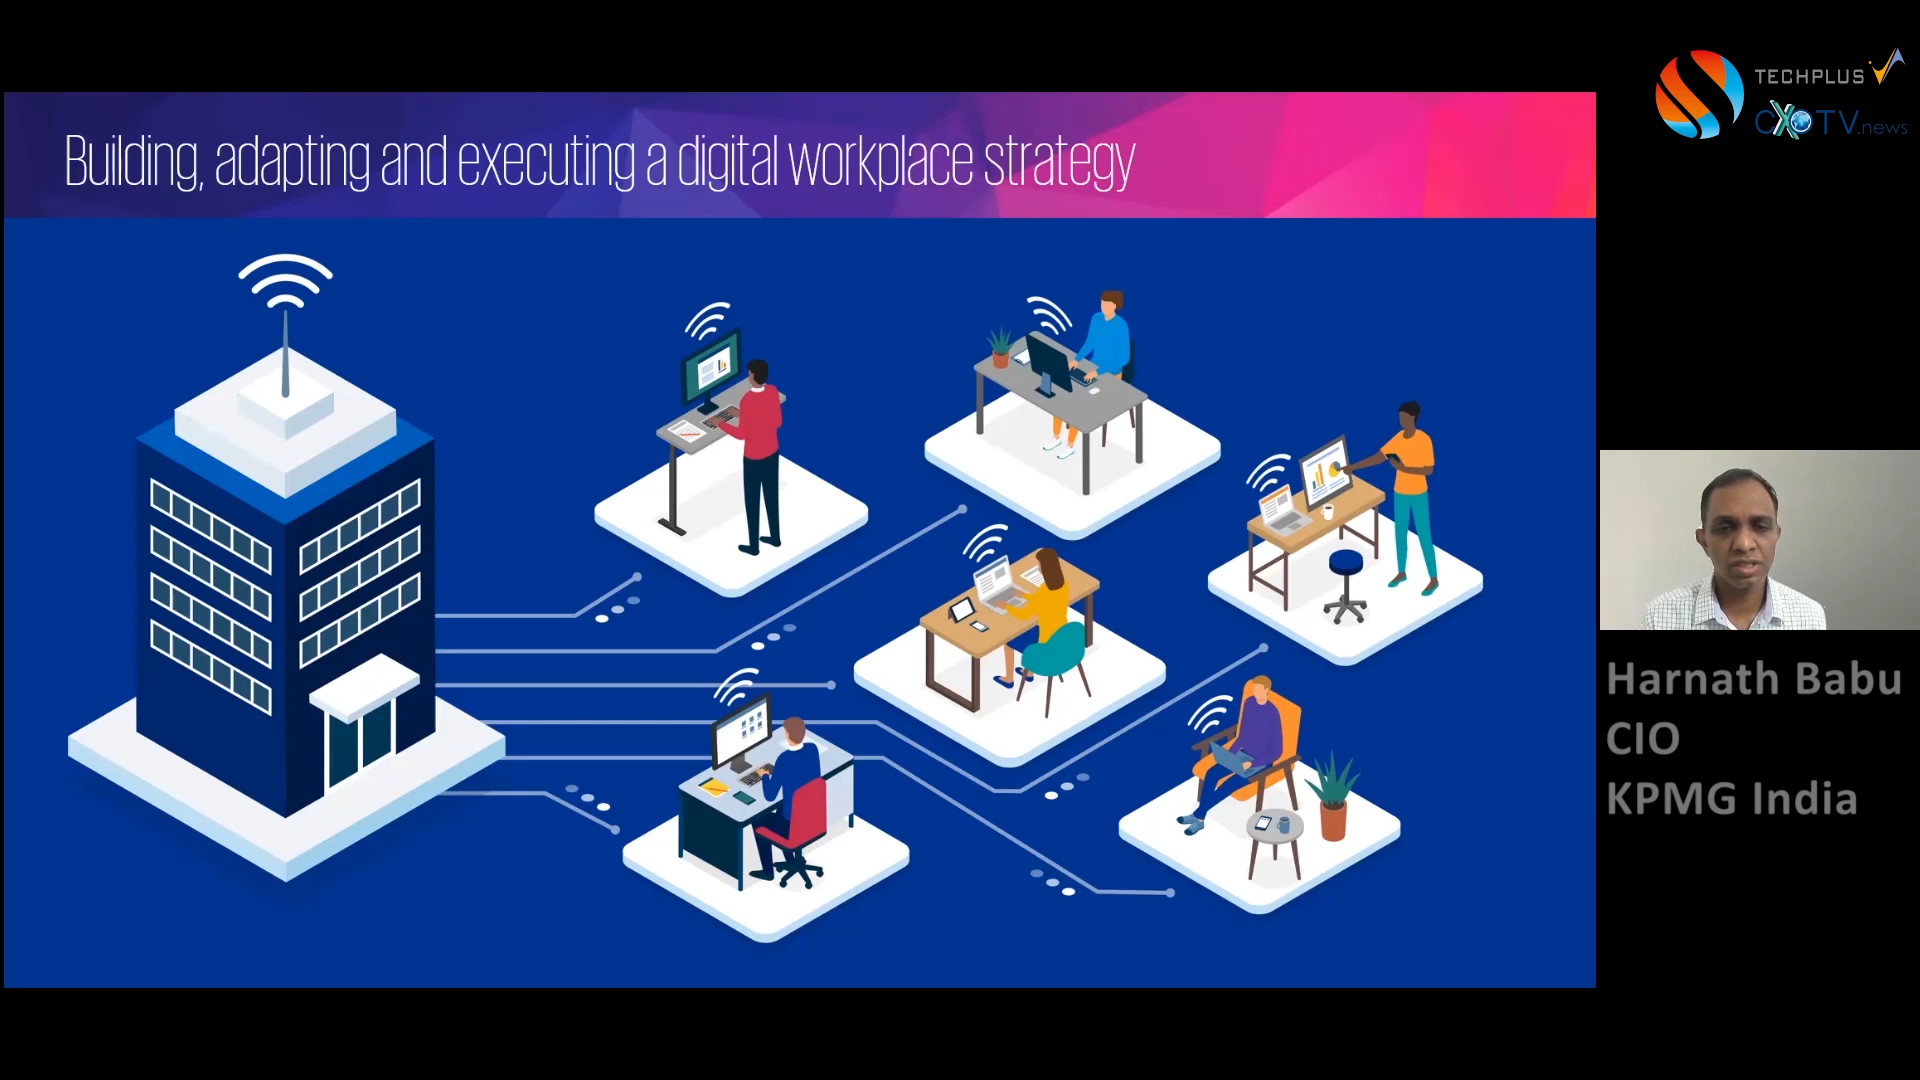 Building, adapting and executing a digital workplace strategy
TECHPLUS
CXOTV.news
Harnath Babu
CIO
KPMG India